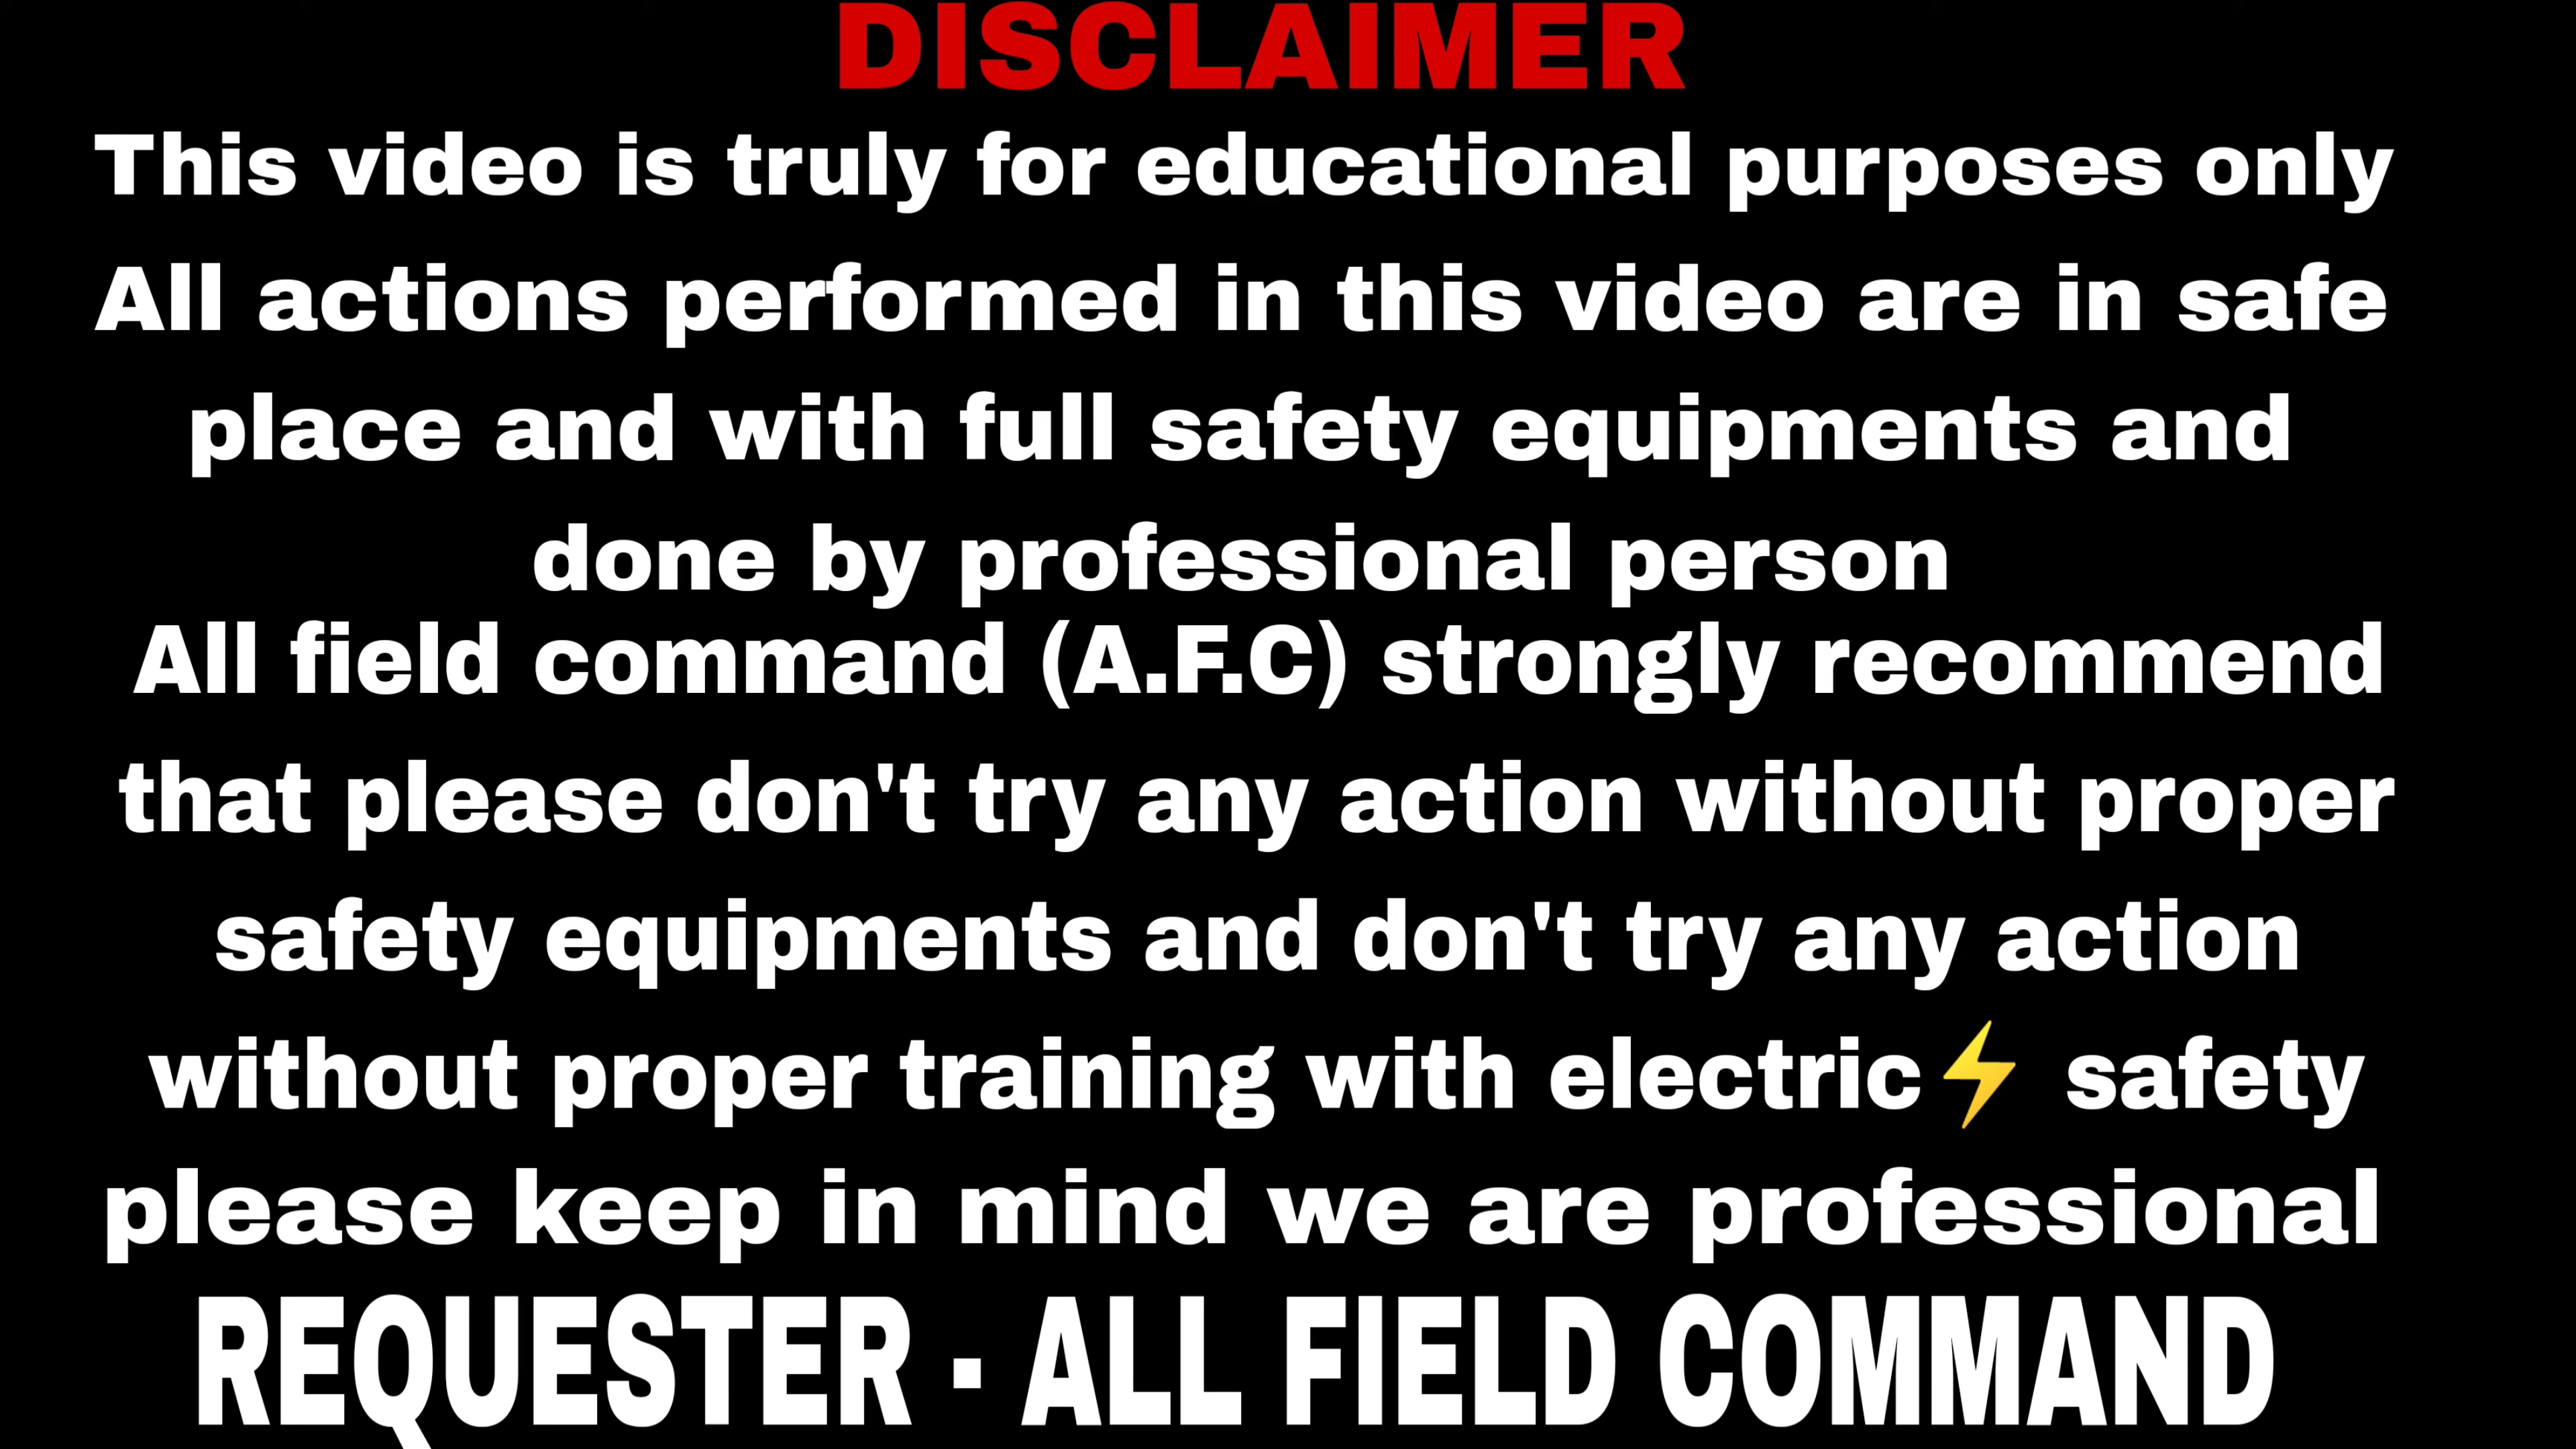 DISCLAIMER
This video is truly for educational purposes only
All actions performed in this video are in safe
place and with full safety equipments and
done by professional person
All field command (A.F.C) strongly recommend
that please don't try any action without proper
safety equipments and don't try any action
without proper training with electric⚡ safety
please keep in mind we are professional
REQUESTER - ALL FIELD COMMAND